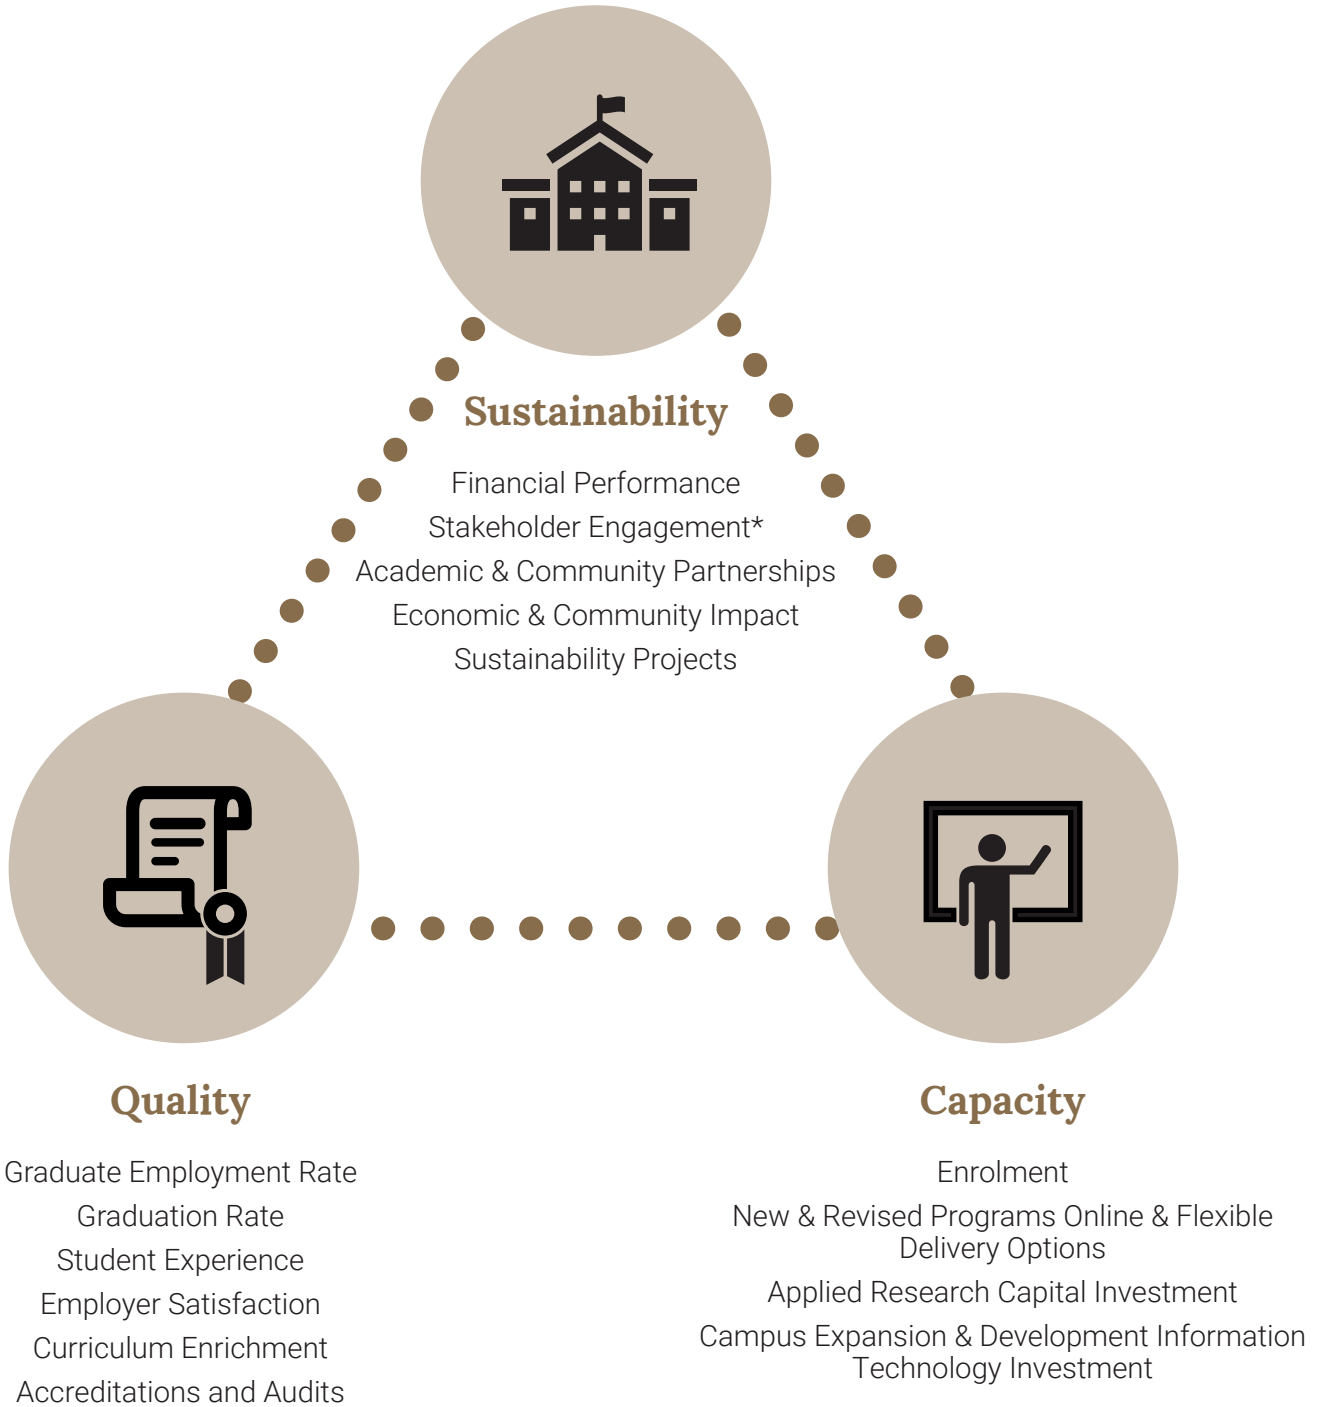 Sustainability
Financial Performance
Stakeholder Engagement*
Academic & Community Partnerships
Economic & Community Impact
Sustainability Projects
Quality
Graduate Employment Rate
Graduation Rate
Student Experience
Employer Satisfaction
Curriculum Enrichment
Accreditations and Audits
Capacity
Enrolment
New & Revised Programs Online & Flexible
Delivery Options
Applied Research Capital Investment
Campus Expansion & Development Information
Technology Investment